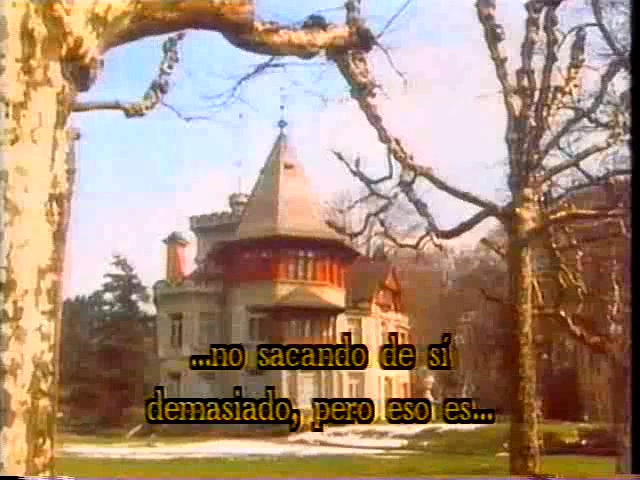 ...no sacando de sí
demasiado, pero eso es...